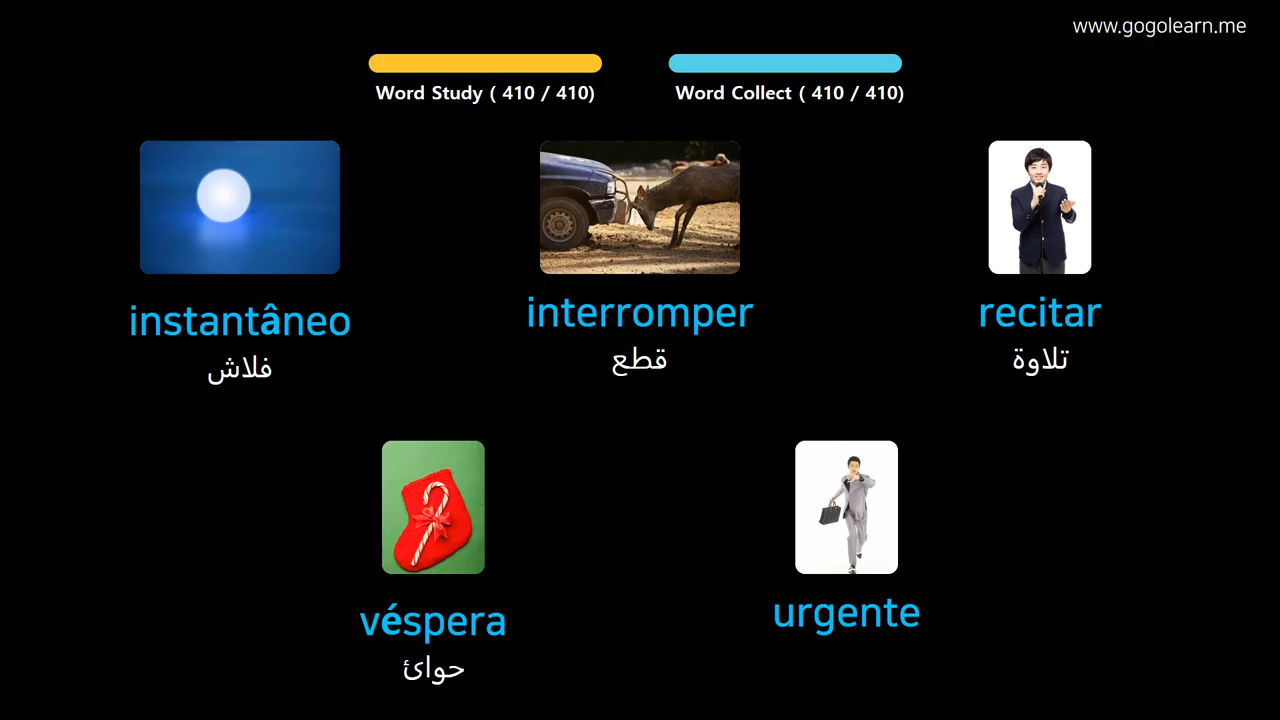 www.gogolearn.me
Word Study ( 410 / 410)
Word Collect ( 410 / 410)
instantâneo
فلاش
interromper
قطع
recitar
تلاوة
véspera
حوائ
urgente